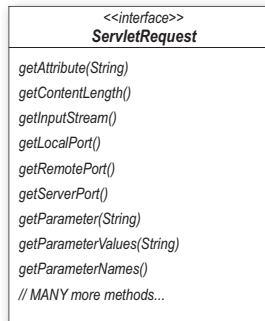 <<interface>>
ServletRequest
getAttribute(String)
getContentLength()
getInputStream()
getLocalPort()
getRemotePort()
getServerPort()
getParameter(String)
getParameterValues(String)
getParameterNames()
// MANY more methods...